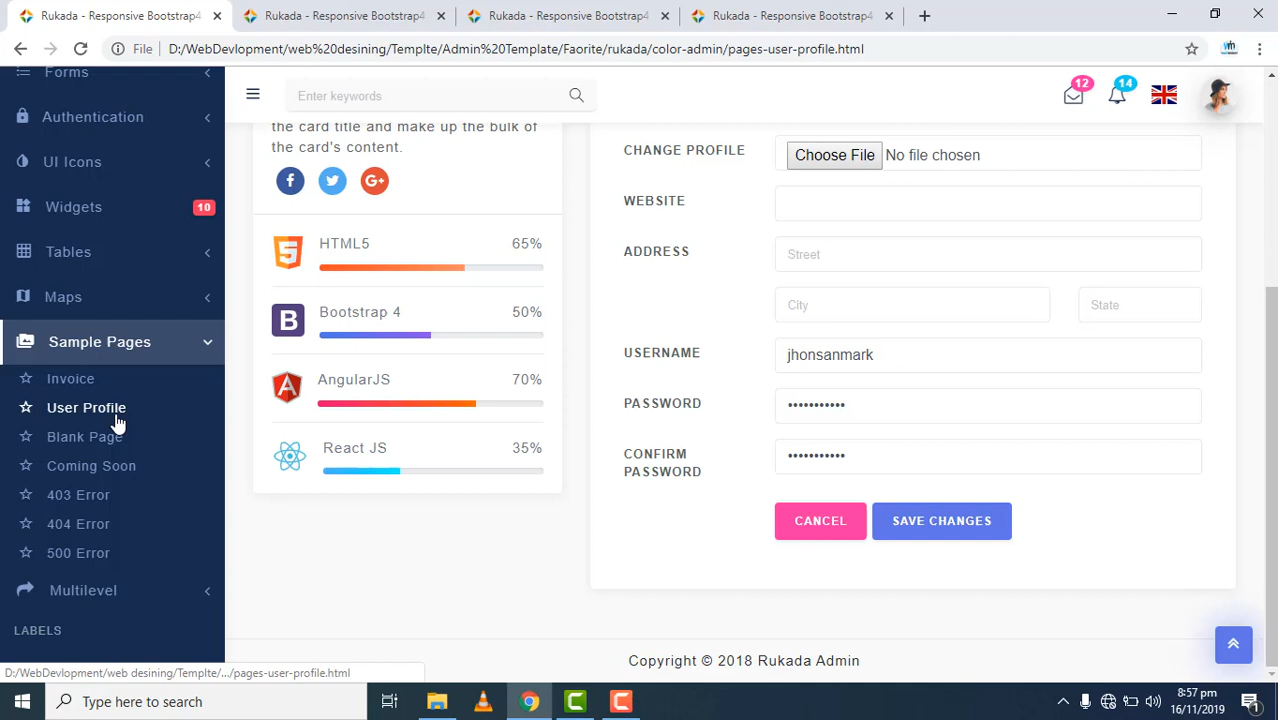 Rukada - Responsive Bootstrap4
Rukada - Responsive Bootstrap4
Rukada - Responsive Bootstrap4
Rukada - Responsive Bootstrap4
File
D:/WebDevlopment/web%20desining/Templte/Admin%20Template/Faorite/rukada/color-admin/pages-user-profile.html
Forms
Authentication
UI Icons
Widgets 10
Tables
Maps
Sample Pages
Invoice
User Profile
Blank Page
Coming Soon
403 Error
404 Error
500 Error
Multilevel
LABELS
D:/WebDevlopment/web desining/Templte/.../pages-user-profile.html
Enter keywords
12
14
the card title and make up the bulk of
the card's content.
HTML5 65%
Bootstrap 4 50%
AngularJS 70%
React JS 35%
CHANGE PROFILE
Choose File No file chosen
WEBSITE
ADDRESS
Street
City
State
USERNAME
jhonsanmark
PASSWORD
•••••••••••
CONFIRM
PASSWORD
•••••••••••
CANCEL
SAVE CHANGES
Copyright © 2018 Rukada Admin
Type here to search
8:57 pm
16/11/2019
1